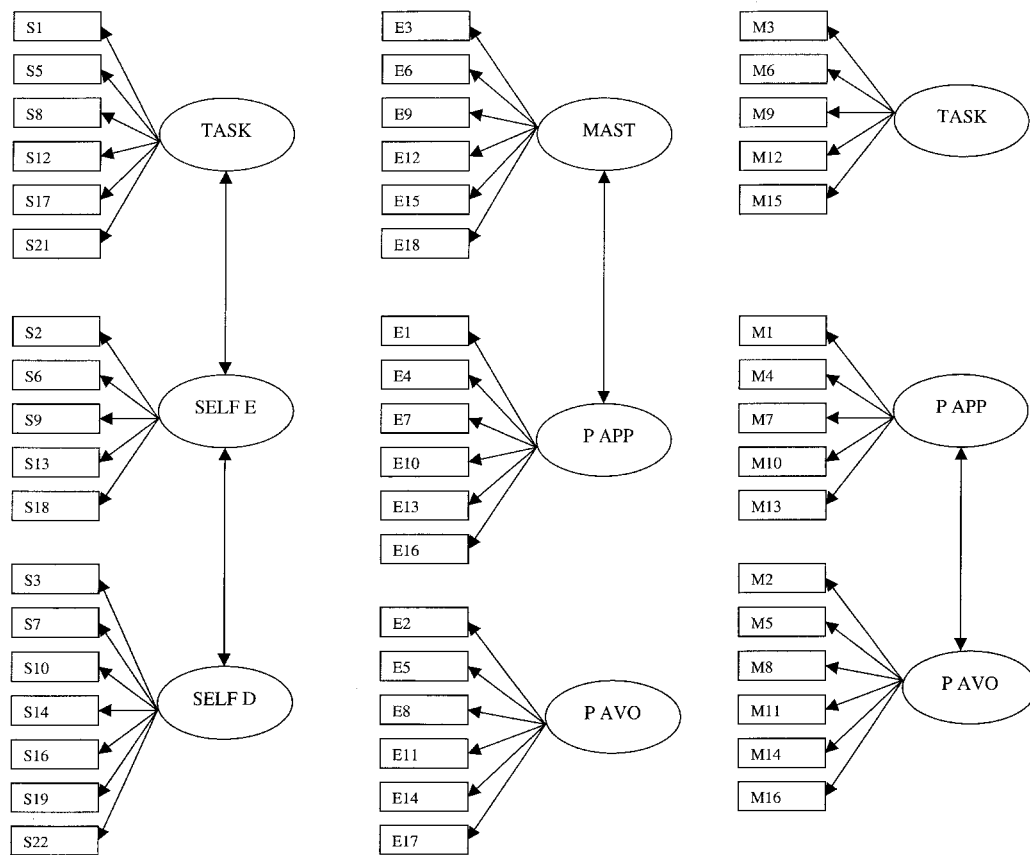 S1
S5
S8
S12
S17
S21
TASK
S2
S6
S9
S13
S18
SELF E
S3
S7
S10
S14
S16
S19
S22
SELF D
E3
E6
E9
E12
E15
E18
MAST
E1
E4
E7
E10
E13
E16
P APP
E2
E5
E8
E11
E14
E17
P AVO
M3
M6
M9
M12
M15
TASK
M1
M4
M7
M10
M13
P APP
M2
M5
M8
M11
M14
M16
P AVO